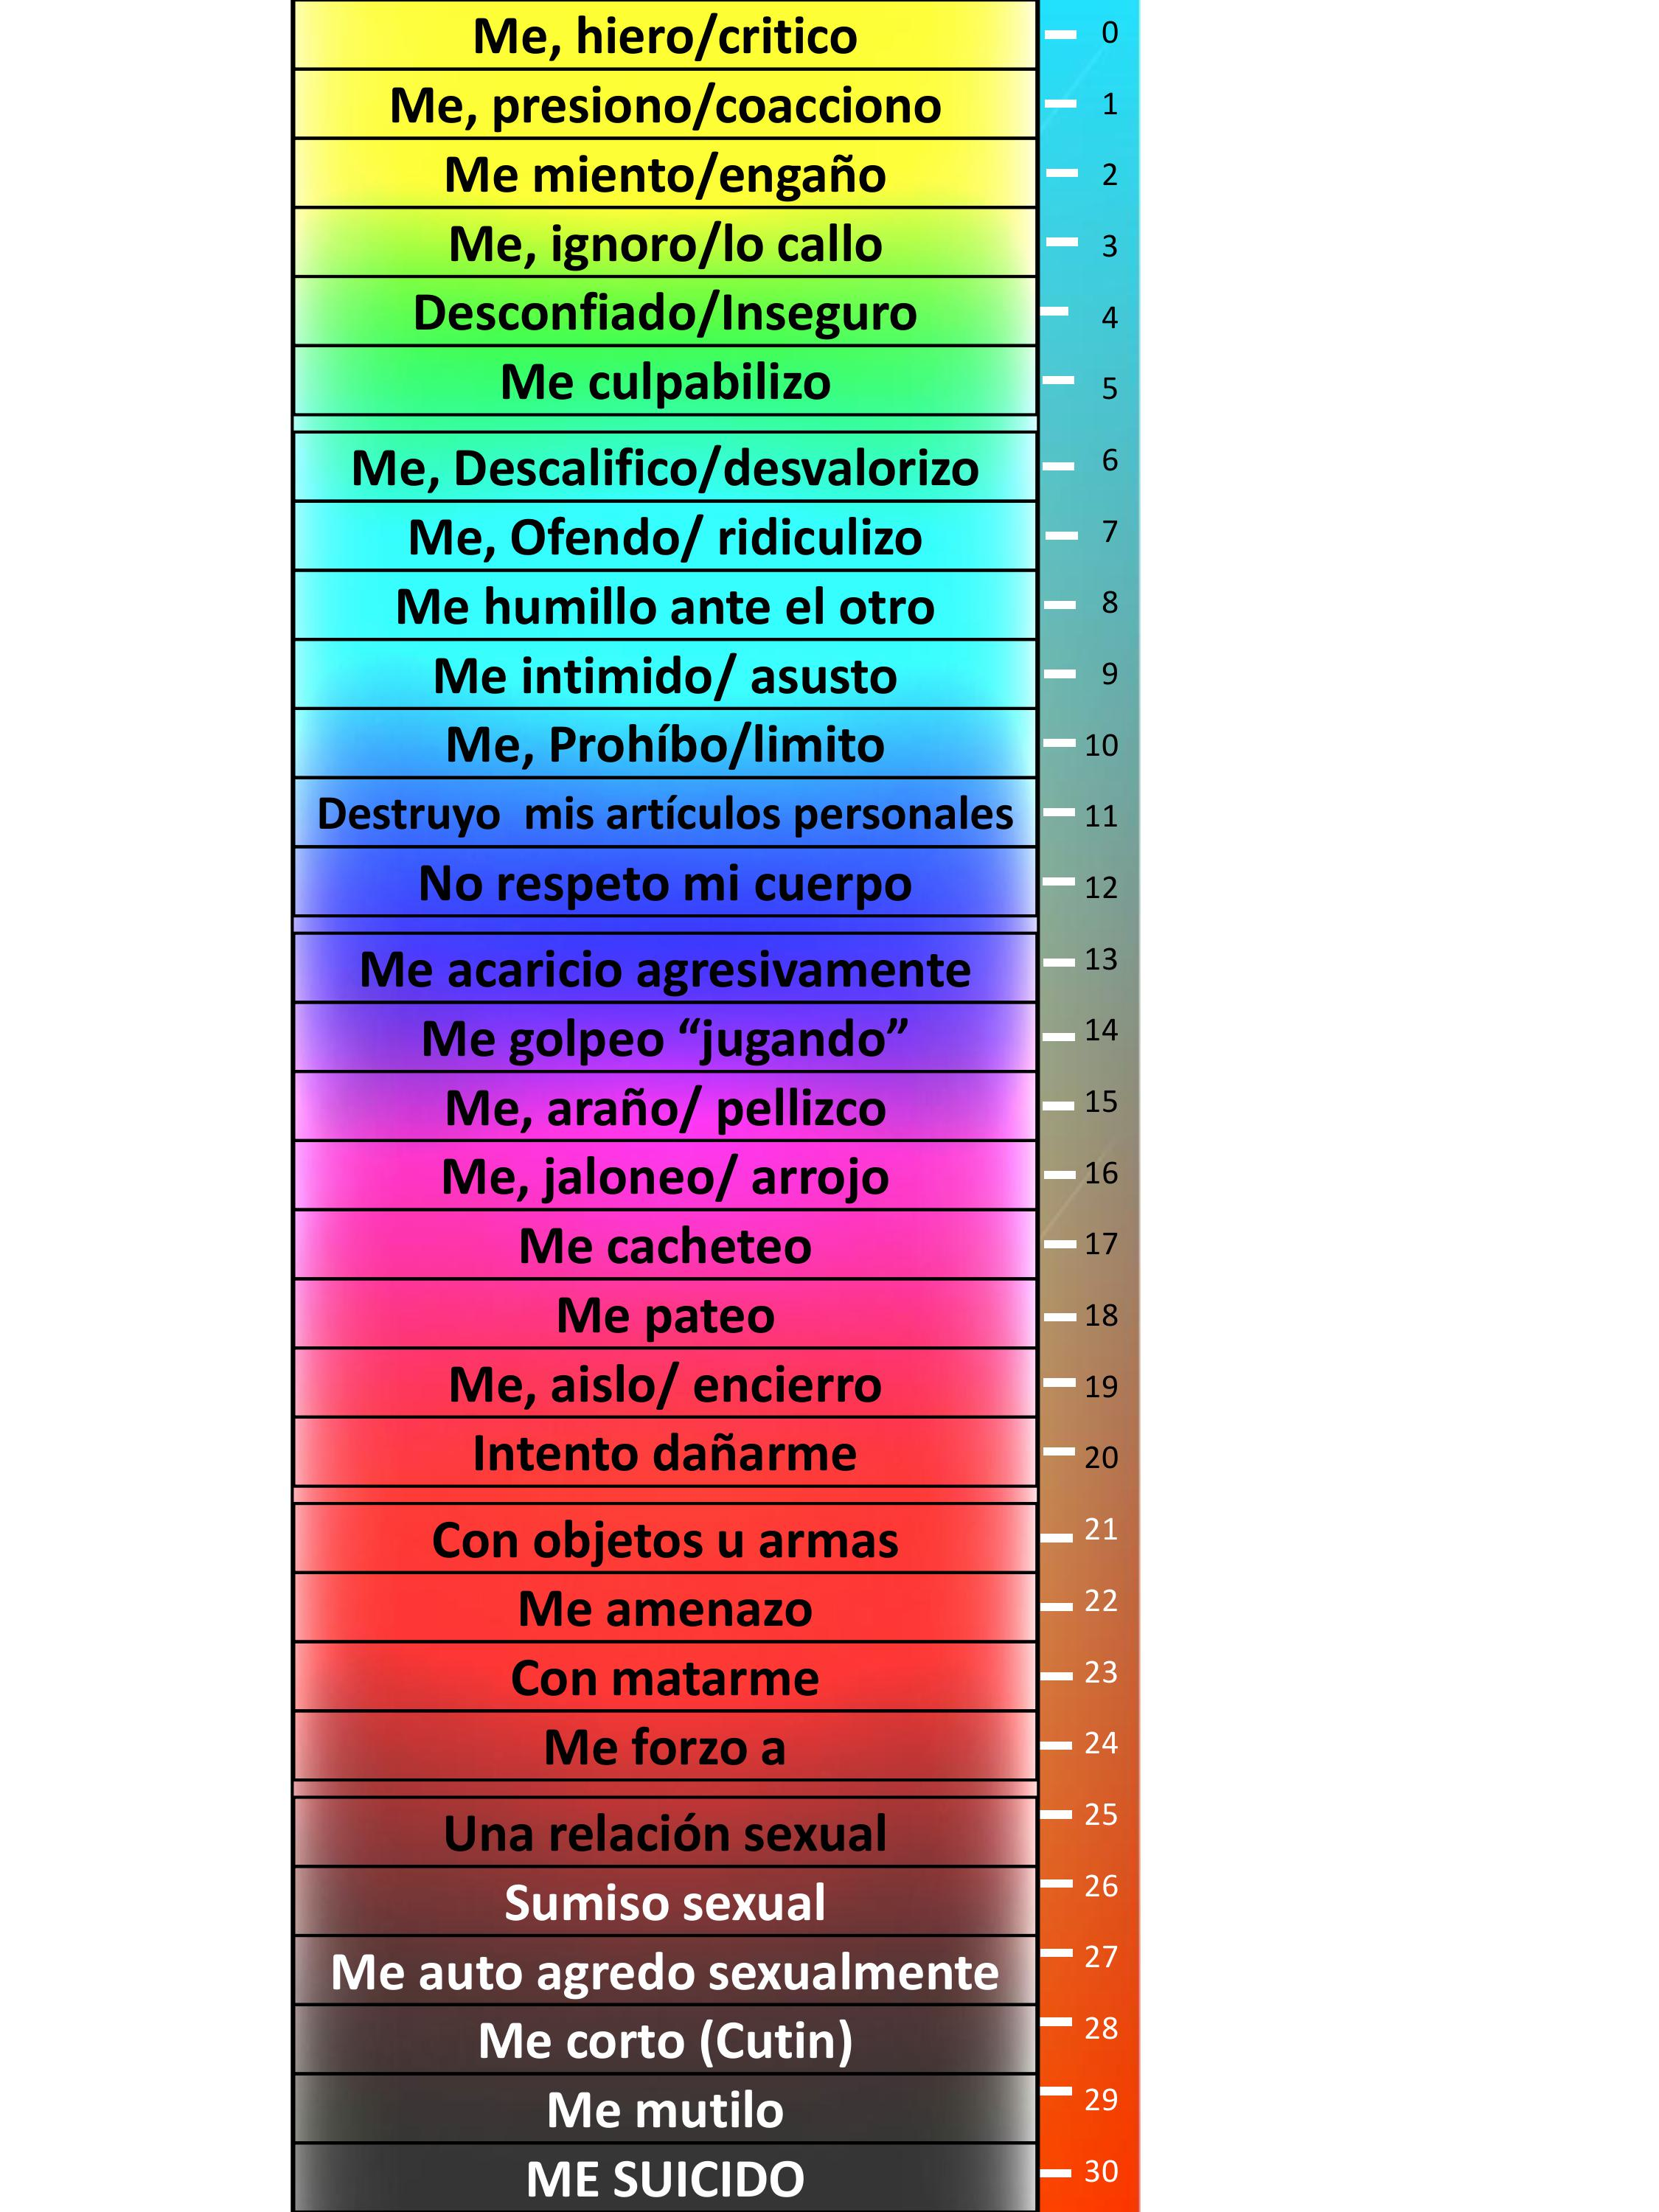 Me, hiero/critico 0
Me, presiono/coacciono 1
Me miento/engaño 2
Me, ignoro/lo callo 3
Desconfiado/Inseguro 4
Me culpabilizo 5
Me, Descalifico/desvalorizo 6
Me, Ofendo/ ridiculizo 7
Me humillo ante el otro 8
Me intimido/ asusto 9
Me, Prohíbo/limito 10
Destruyo mis artículos personales 11
No respeto mi cuerpo 12
Me acaricio agresivamente 13
Me golpeo “jugando” 14
Me, araño/ pellizco 15
Me, jaloneo/ arrojo 16
Me cacheteo 17
Me pateo 18
Me, aislo/ encierro 19
Intento dañarme 20
Con objetos u armas 21
Me amenazo 22
Con matarme 23
Me forzo a 24
Una relación sexual 25
Sumiso sexual 26
Me auto agredo sexualmente 27
Me corto (Cutin) 28
Me mutilo 29
ME SUICIDO 30